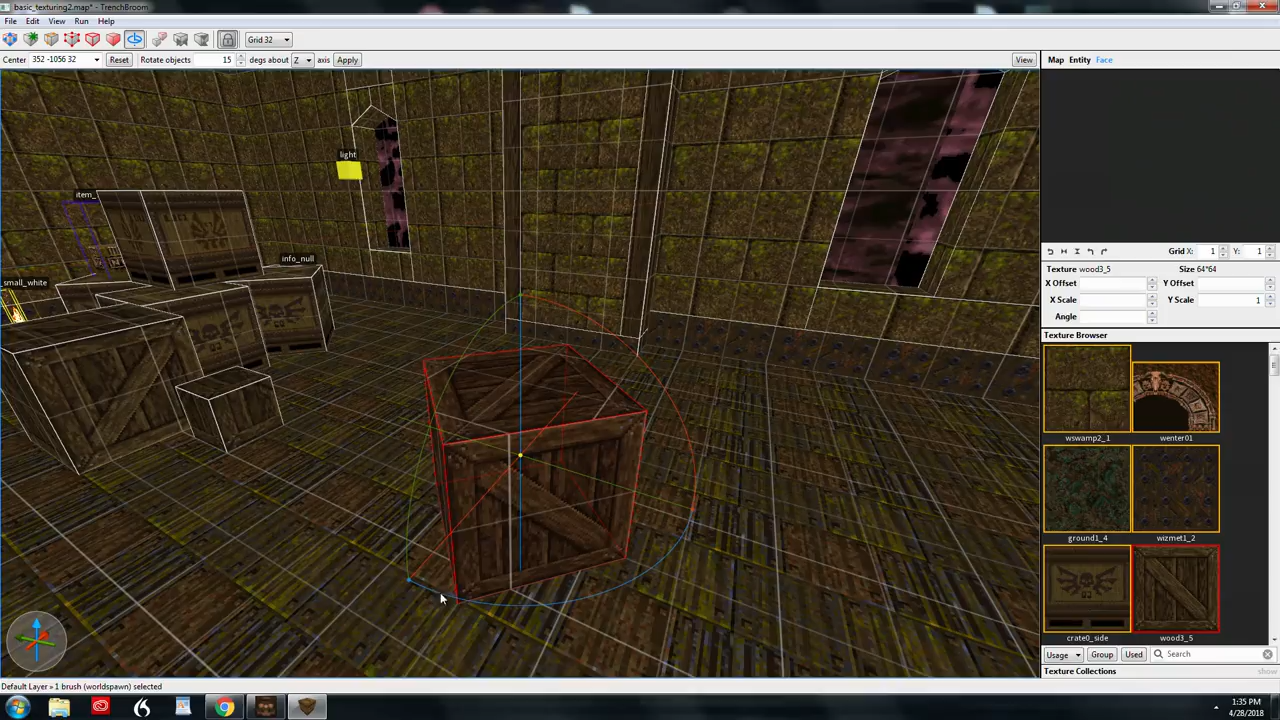 basic_texturing2.map* - TrenchBroom
File Edit View Run Help
Grid 32
Center 352 -1056 32 Reset Rotate objects 15 degs about Z axis Apply View
Map Entity Face
light
item_
info_null
_small_white
Grid X: 1 Y: 1
Texture wood3_5 Size 64*64
X Offset Y Offset
X Scale Y Scale 1
Angle
Texture Browser
wswamp2_1 wenter01
ground1_4 wizmet1_2
crate0_side wood3_5
Usage Group Used Search
Texture Collections show
Default Layer » 1 brush (worldspawn) selected
1:35 PM
4/28/2018